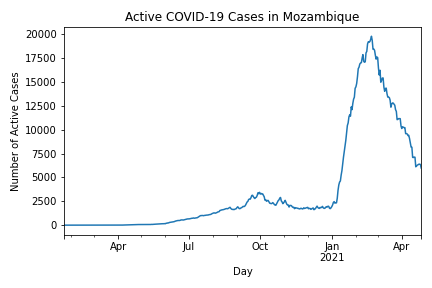 Active COVID-19 Cases in Mozambique
Number of Active Cases
20000
17500
15000
12500
10000
7500
5000
2500
0
Apr Jul Oct Jan Apr
2021
Day